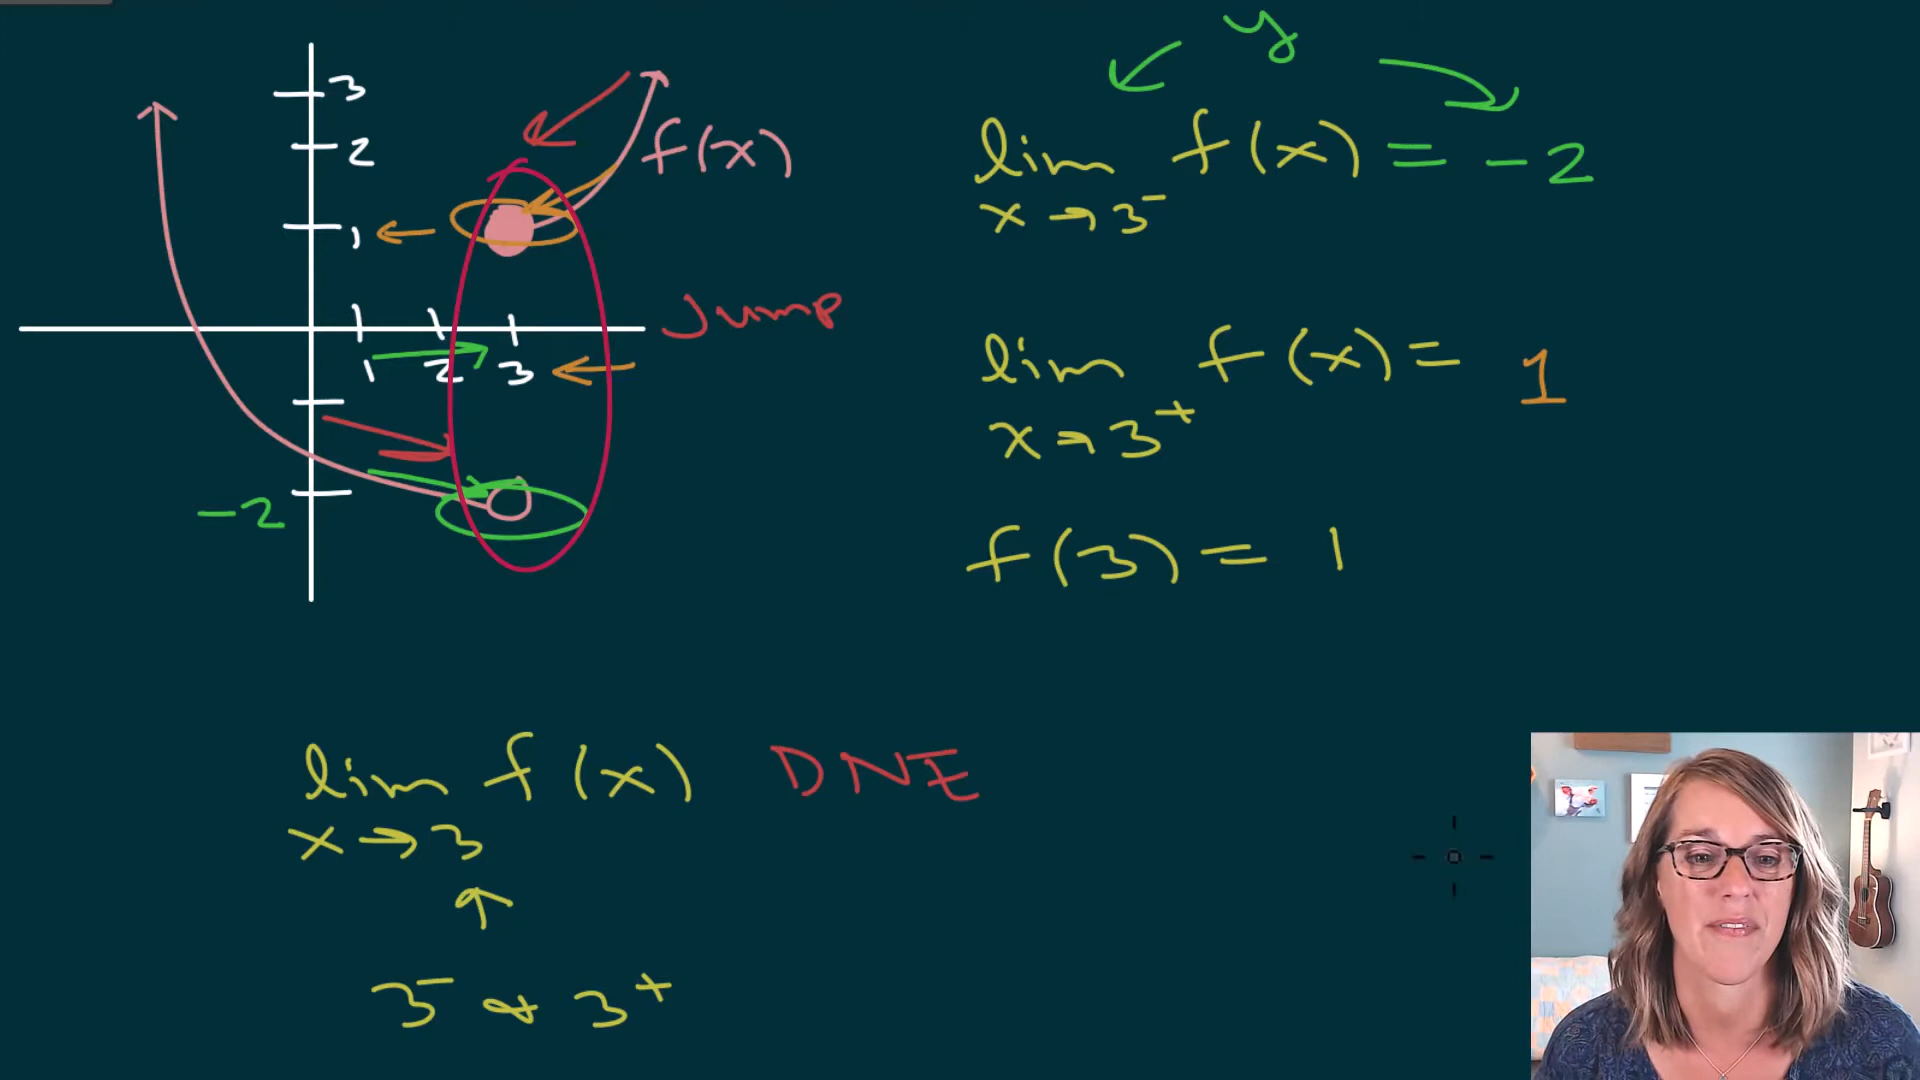 y
3
2
1
f(x)
lim f(x) = -2
x → 3⁻
Jump
1 2 3
lim f(x) = 1
x → 3⁺
-2
f(3) = 1
lim f(x) DNE
x → 3
↑
3⁻ & 3⁺